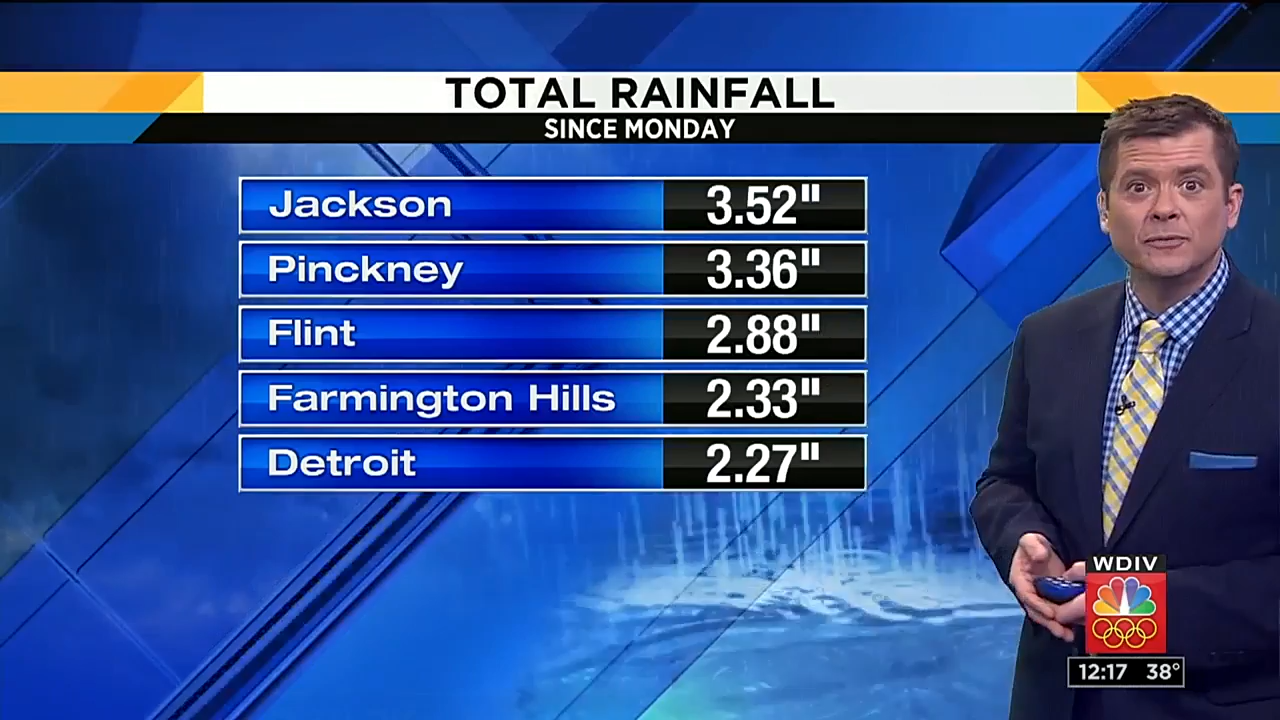 TOTAL RAINFALL
SINCE MONDAY
Jackson 3.52"
Pinckney 3.36"
Flint 2.88"
Farmington Hills 2.33"
Detroit 2.27"
WDIV
12:17 38°